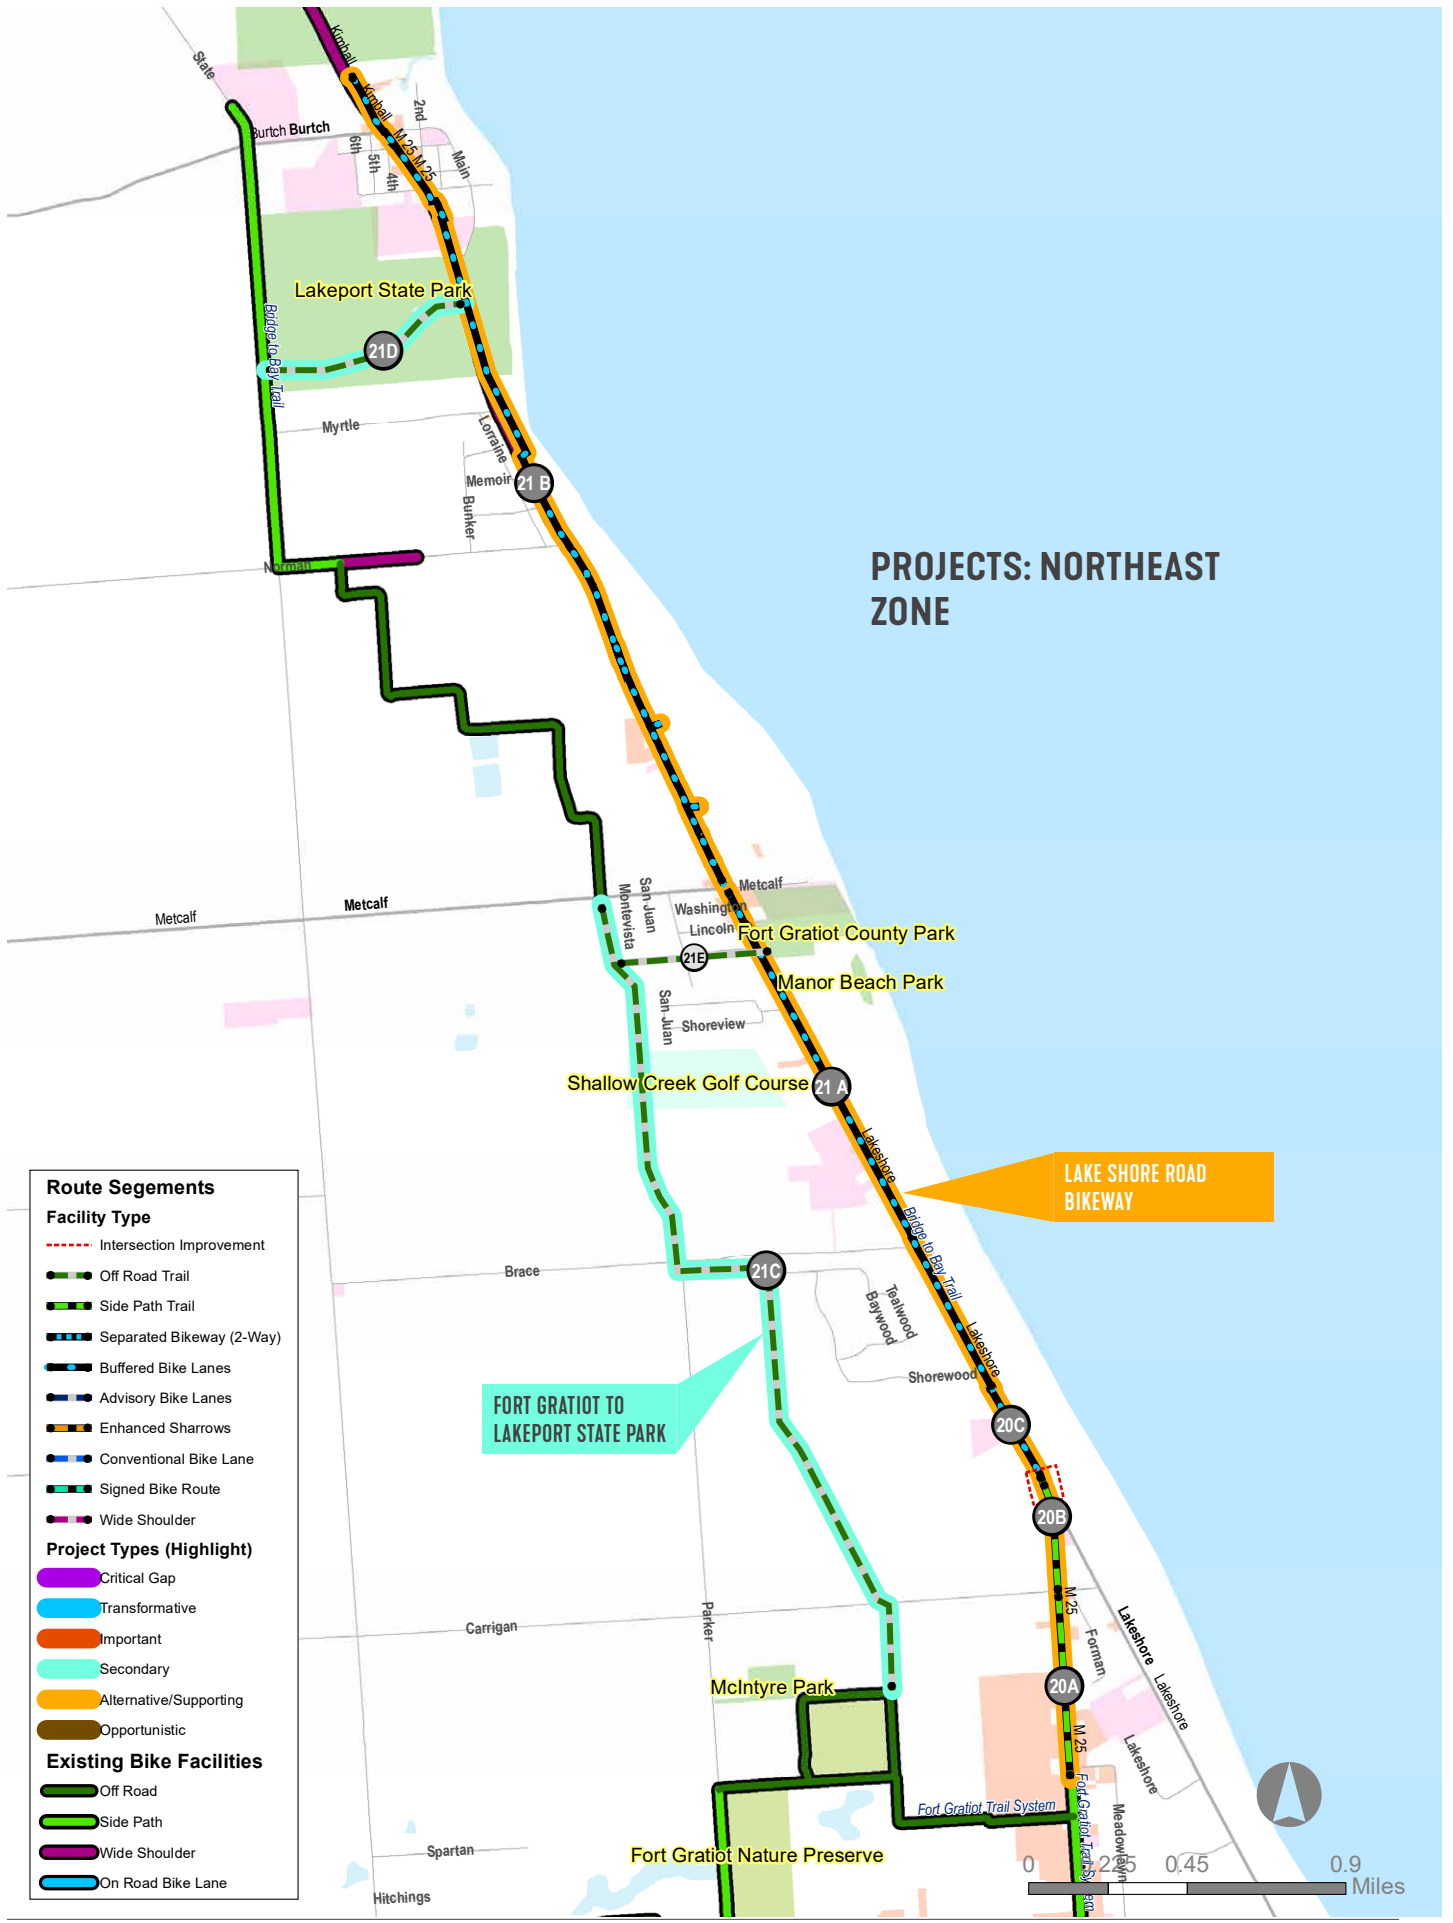 Kimball
State
Kimball
2nd
Burtch Burtch
M 25 M 25
6th
5th
4th
Main
Lakeport State Park
21D
Bridge to Bay Trail
Myrtle
Lorraine
Memoir
21 B
Bunker
Norman
PROJECTS: NORTHEAST
ZONE
Metcalf
Metcalf
Metcalf
San Juan
Montevista
Washington
Lincoln
Fort Gratiot County Park
21E
Manor Beach Park
San Juan
Shoreview
Shallow Creek Golf Course
21 A
Lakeshore
LAKE SHORE ROAD
BIKEWAY
Bridge to Bay Trail
Brace
21C
Tealwood
Baywood
Lakeshore
Shorewood
FORT GRATIOT TO
LAKEPORT STATE PARK
20C
20B
M 25
Parker
Carrigan
Forman
Lakeshore
Lakeshore
McIntyre Park
20A
M 25
Lakeshore
Fort Gratiot Trail System
Fort Gratiot Trail System
Meadowlawn
Spartan
Fort Gratiot Nature Preserve
Hitchings
Route Segements
Facility Type
Intersection Improvement
Off Road Trail
Side Path Trail
Separated Bikeway (2-Way)
Buffered Bike Lanes
Advisory Bike Lanes
Enhanced Sharrows
Conventional Bike Lane
Signed Bike Route
Wide Shoulder
Project Types (Highlight)
Critical Gap
Transformative
Important
Secondary
Alternative/Supporting
Opportunistic
Existing Bike Facilities
Off Road
Side Path
Wide Shoulder
On Road Bike Lane
0 0.225 0.45 0.9
Miles